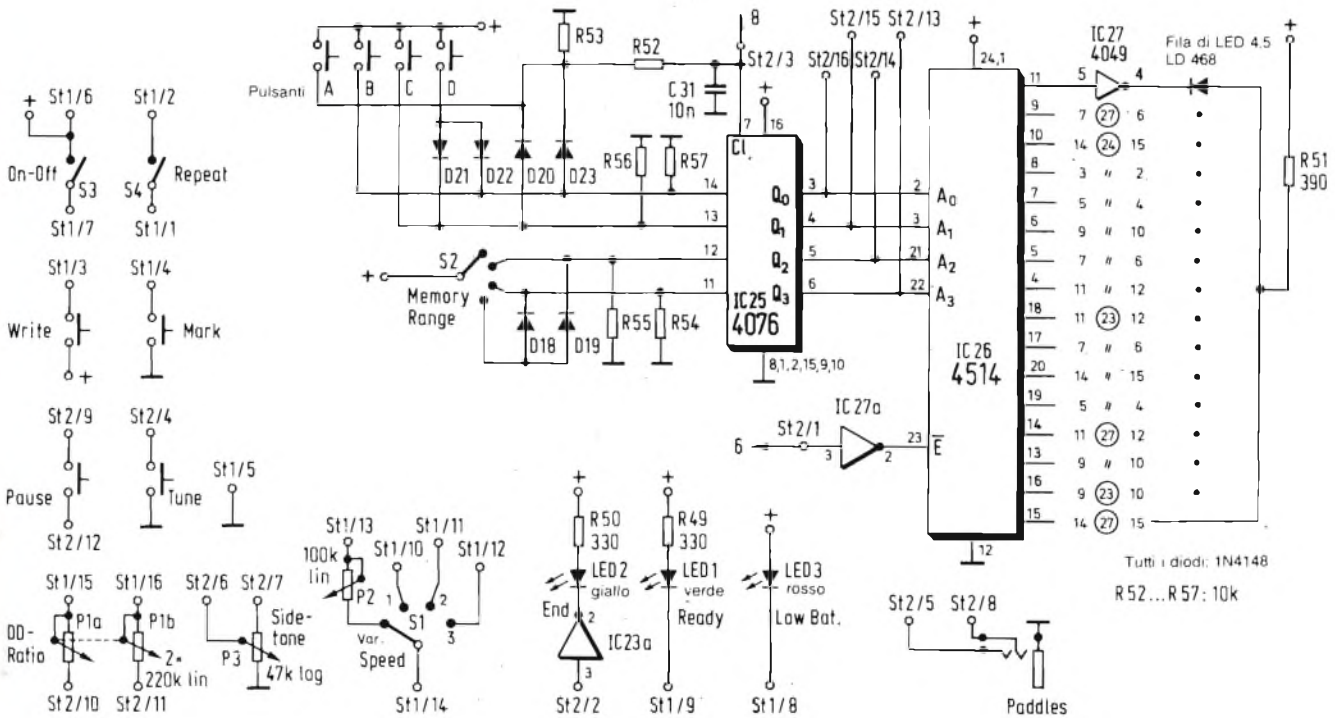 Pulsanti
A B C D
+
R53
R52
8
St2/3
C31
10n
St2/15 St2/13
St2/16 St2/14
+
24,1
IC27
4049
Fila di LED 4,5
LD 468
+
R51
390
+
St1/6
On-Off
S3
St1/7
St1/2
Repeat
S4
St1/1
St1/3
Write
+
St1/4
Mark
St2/9
Pause
St2/12
St2/4
Tune
St1/5
D21 D22 D20 D23
R56 R57
+
7 16
Cl.
14
13
12
11
Q0 3
Q1 4
Q2 5
Q3 6
IC25
4076
8,1,2,15,9,10
+
S2
Memory
Range
D18 D19
R55 R54
2 A0
3 A1
21 A2
22 A3
IC26
4514
23 E
12
6
St2/1
IC27a
3 2
11 5 4
9 7 27 6
10 14 24 15
8 3 " 2
7 5 " 4
6 9 " 10
5 7 " 6
4 11 " 12
18 11 23 12
17 7 " 6
20 14 " 15
19 5 " 4
14 11 27 12
13 9 " 10
16 9 23 10
15 14 27 15
Tutti i diodi: 1N4148
R52...R57: 10k
St1/15
P1a
DD-
Ratio
St2/10
St1/16
P1b
2×
220k lin
St2/11
St2/6 St2/7
Side-
tone
P3
47k log
St1/13
100k
lin
P2
St1/10
St1/11
St1/12
1 2 3
S1
Var.
Speed
St1/14
+
R50
330
LED2
giallo
End
2
IC23a
3
St2/2
+
R49
330
LED1
verde
Ready
St1/9
+
LED3
rosso
Low Bat.
St1/8
St2/5 St2/8
Paddles